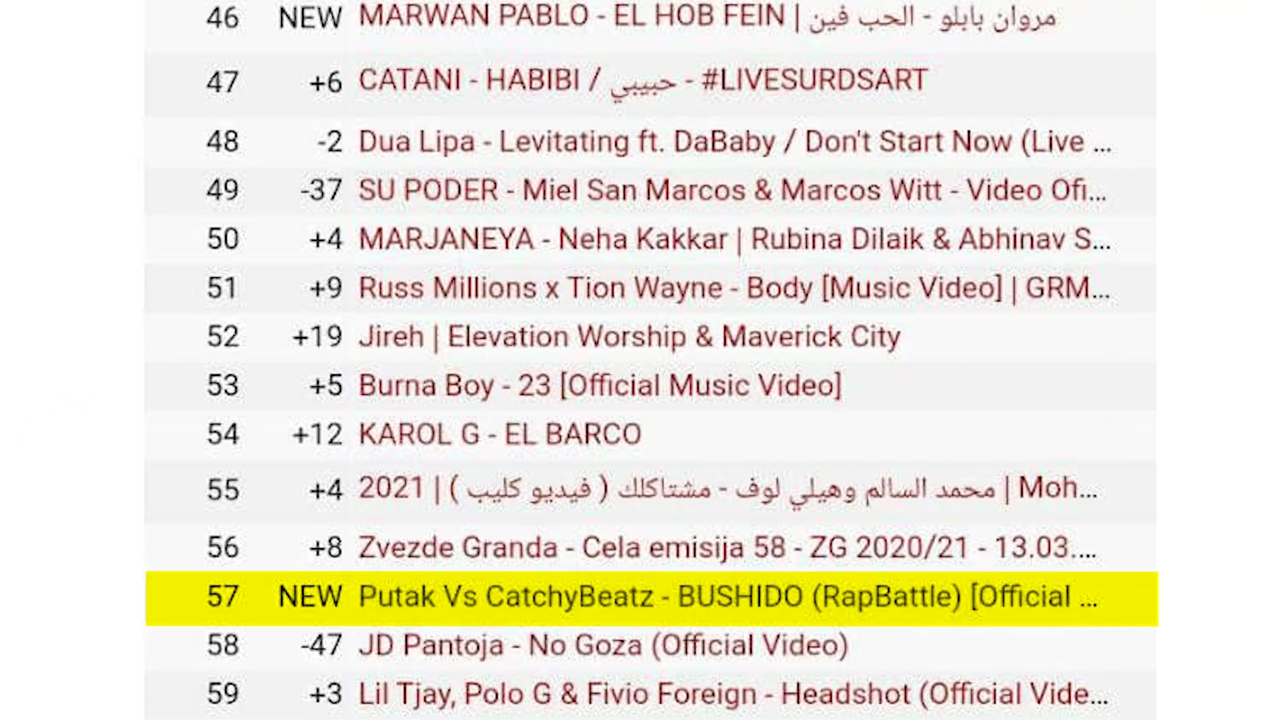 46 NEW MARWAN PABLO - EL HOB FEIN | مروان بابلو - الحب فين
47 +6 CATANI - HABIBI / حبيبي - #LIVESURDSART
48 -2 Dua Lipa - Levitating ft. DaBaby / Don't Start Now (Live ...
49 -37 SU PODER - Miel San Marcos & Marcos Witt - Video Ofi...
50 +4 MARJANEYA - Neha Kakkar | Rubina Dilaik & Abhinav S...
51 +9 Russ Millions x Tion Wayne - Body [Music Video] | GRM...
52 +19 Jireh | Elevation Worship & Maverick City
53 +5 Burna Boy - 23 [Official Music Video]
54 +12 KAROL G - EL BARCO
55 +4 2021 | ( محمد السالم وهيلي لوف - مشتاكلك ( فيديو كليب | Moh...
56 +8 Zvezde Granda - Cela emisija 58 - ZG 2020/21 - 13.03....
57 NEW Putak Vs CatchyBeatz - BUSHIDO (RapBattle) [Official ...
58 -47 JD Pantoja - No Goza (Official Video)
59 +3 Lil Tjay, Polo G & Fivio Foreign - Headshot (Official Vide...